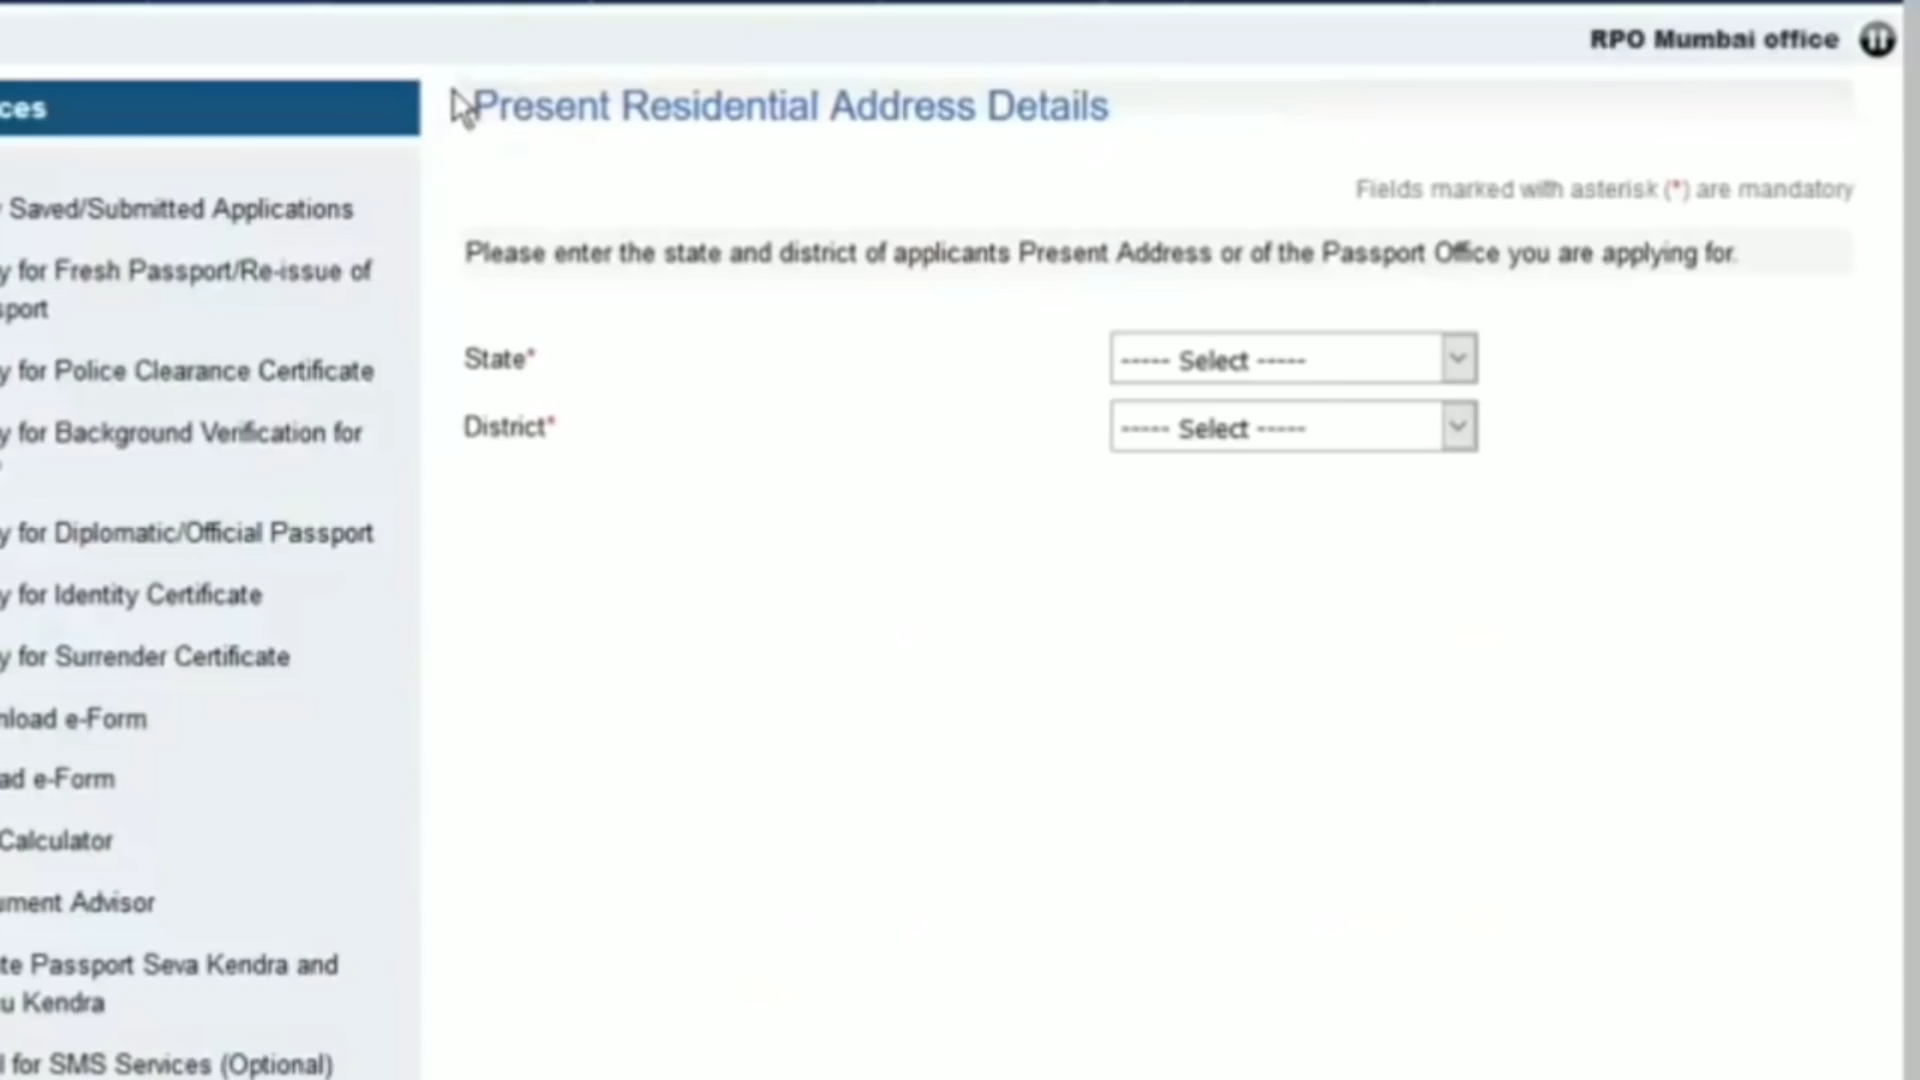 RPO Mumbai office
ces
Present Residential Address Details
Fields marked with asterisk (*) are mandatory
Please enter the state and district of applicants Present Address or of the Passport Office you are applying for.
State*
----- Select -----
District*
----- Select -----
Saved/Submitted Applications
y for Fresh Passport/Re-issue of
sport
y for Police Clearance Certificate
y for Background Verification for
y for Diplomatic/Official Passport
y for Identity Certificate
y for Surrender Certificate
nload e-Form
ad e-Form
Calculator
ument Advisor
te Passport Seva Kendra and
u Kendra
l for SMS Services (Optional)